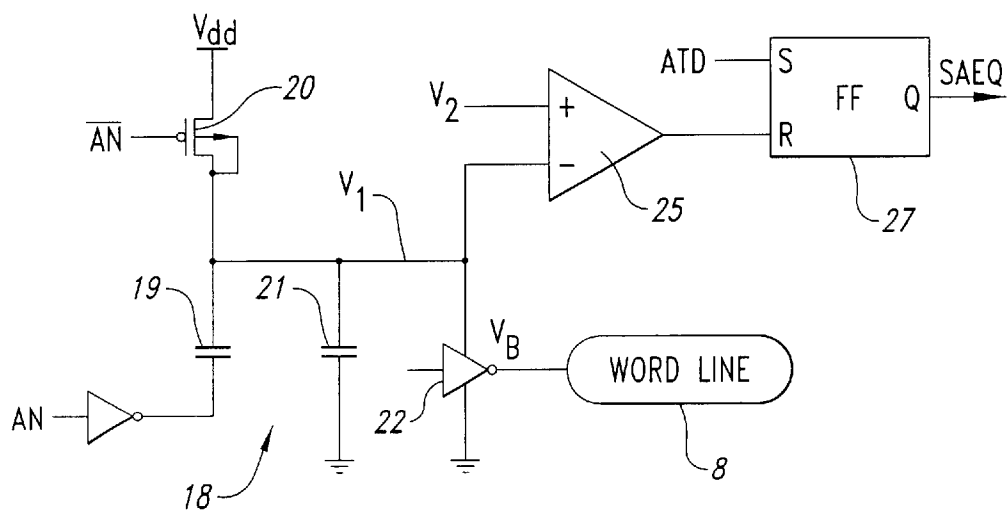 Vdd
20
AN
V2
+
-
25
ATD
S
FF
Q
R
SAEQ
27
V1
19
21
VB
22
WORD LINE
8
AN
18